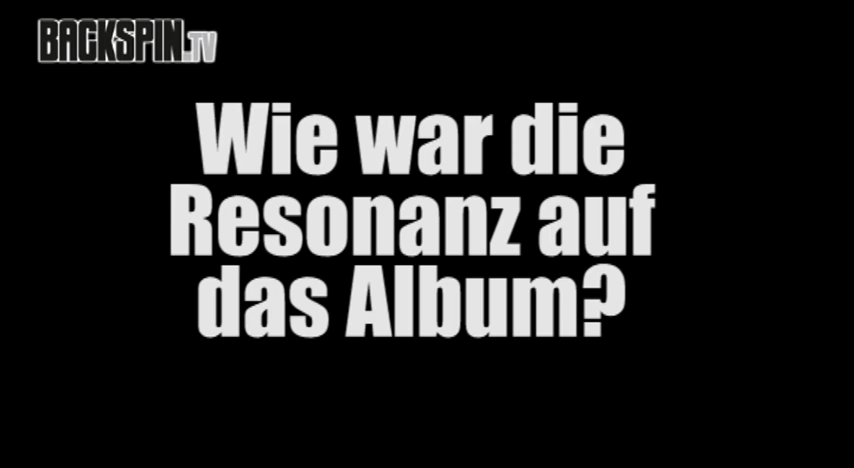 BACKSPIN.TV
Wie war die
Resonanz auf
das Album?